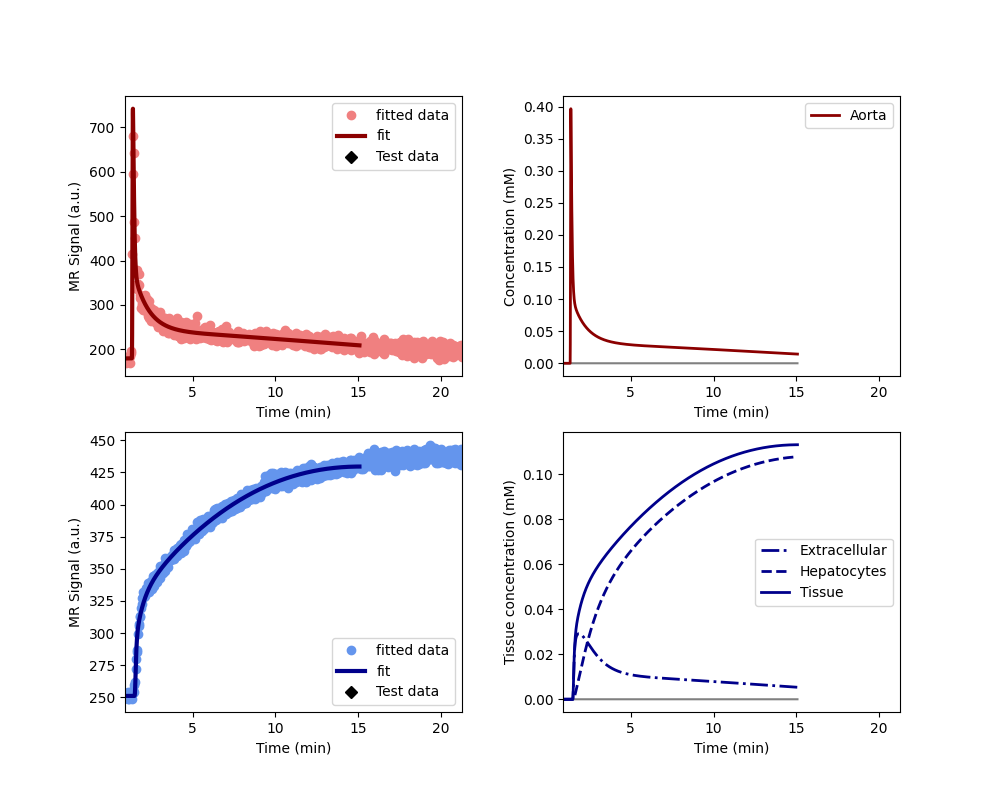 700
600
500
400
300
200
MR Signal (a.u.)
fitted data
fit
Test data
5
10
15
20
Time (min)
0.40
0.35
0.30
0.25
0.20
0.15
0.10
0.05
0.00
Concentration (mM)
Aorta
5
10
15
20
Time (min)
450
425
400
375
350
325
300
275
250
MR Signal (a.u.)
fitted data
fit
Test data
5
10
15
20
Time (min)
0.10
0.08
0.06
0.04
0.02
0.00
Tissue concentration (mM)
Extracellular
Hepatocytes
Tissue
5
10
15
20
Time (min)